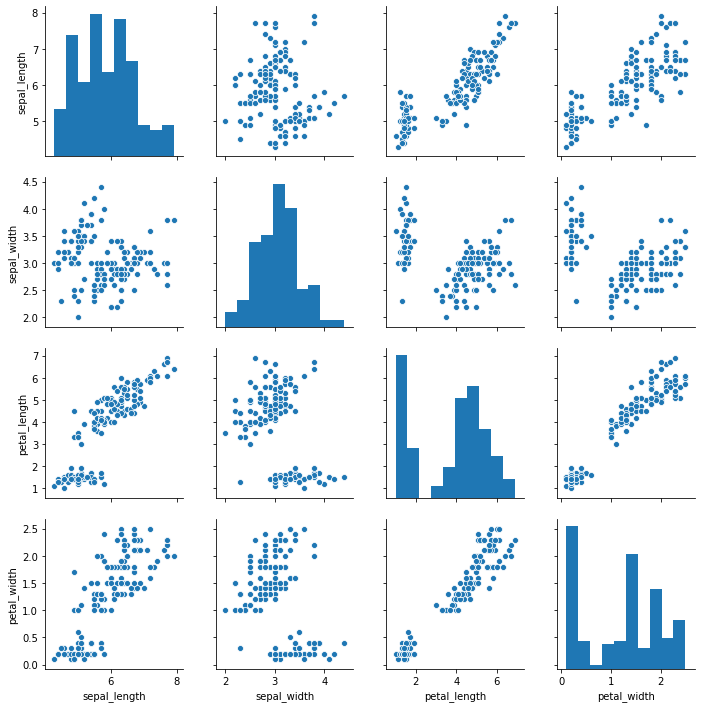 8
7
6
5
sepal_length
4.5
4.0
3.5
3.0
2.5
2.0
sepal_width
7
6
5
4
3
2
1
petal_length
2.5
2.0
1.5
1.0
0.5
0.0
petal_width
6 8
2 4
2 4 6
0 1 2
sepal_length
sepal_width
petal_length
petal_width